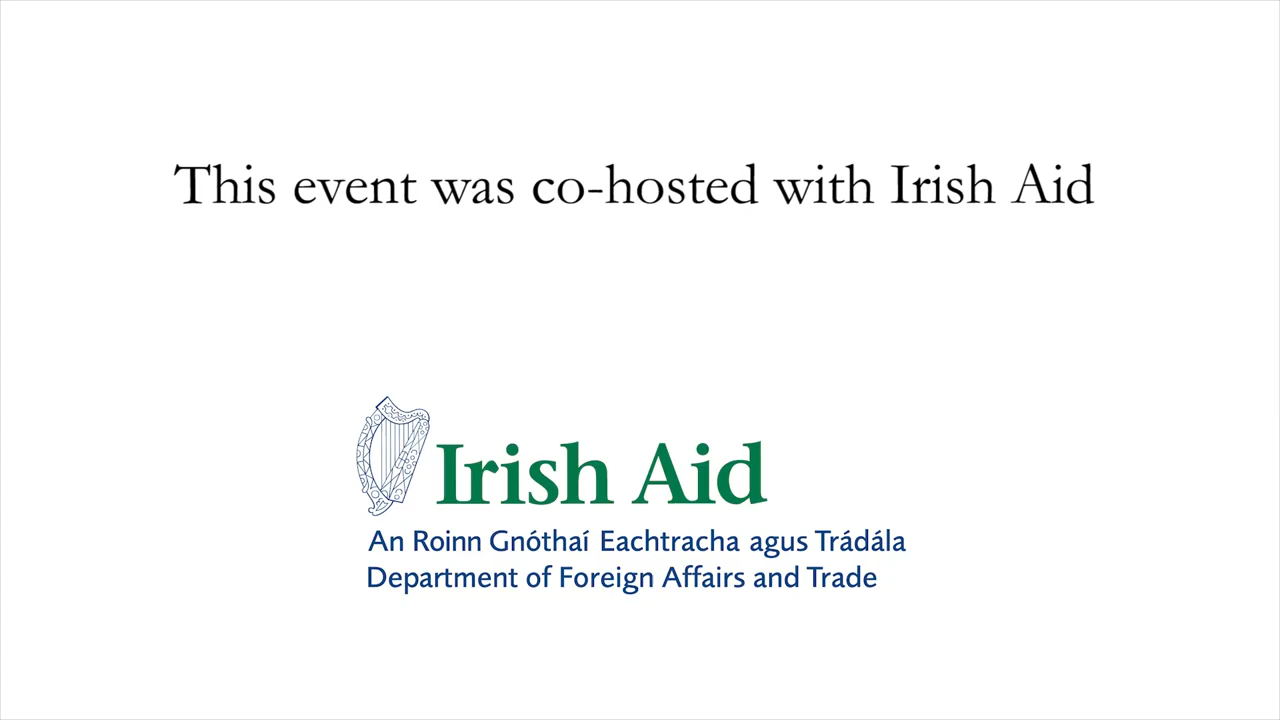 This event was co-hosted with Irish Aid
Irish Aid
An Roinn Gnóthaí Eachtracha agus Trádála
Department of Foreign Affairs and Trade